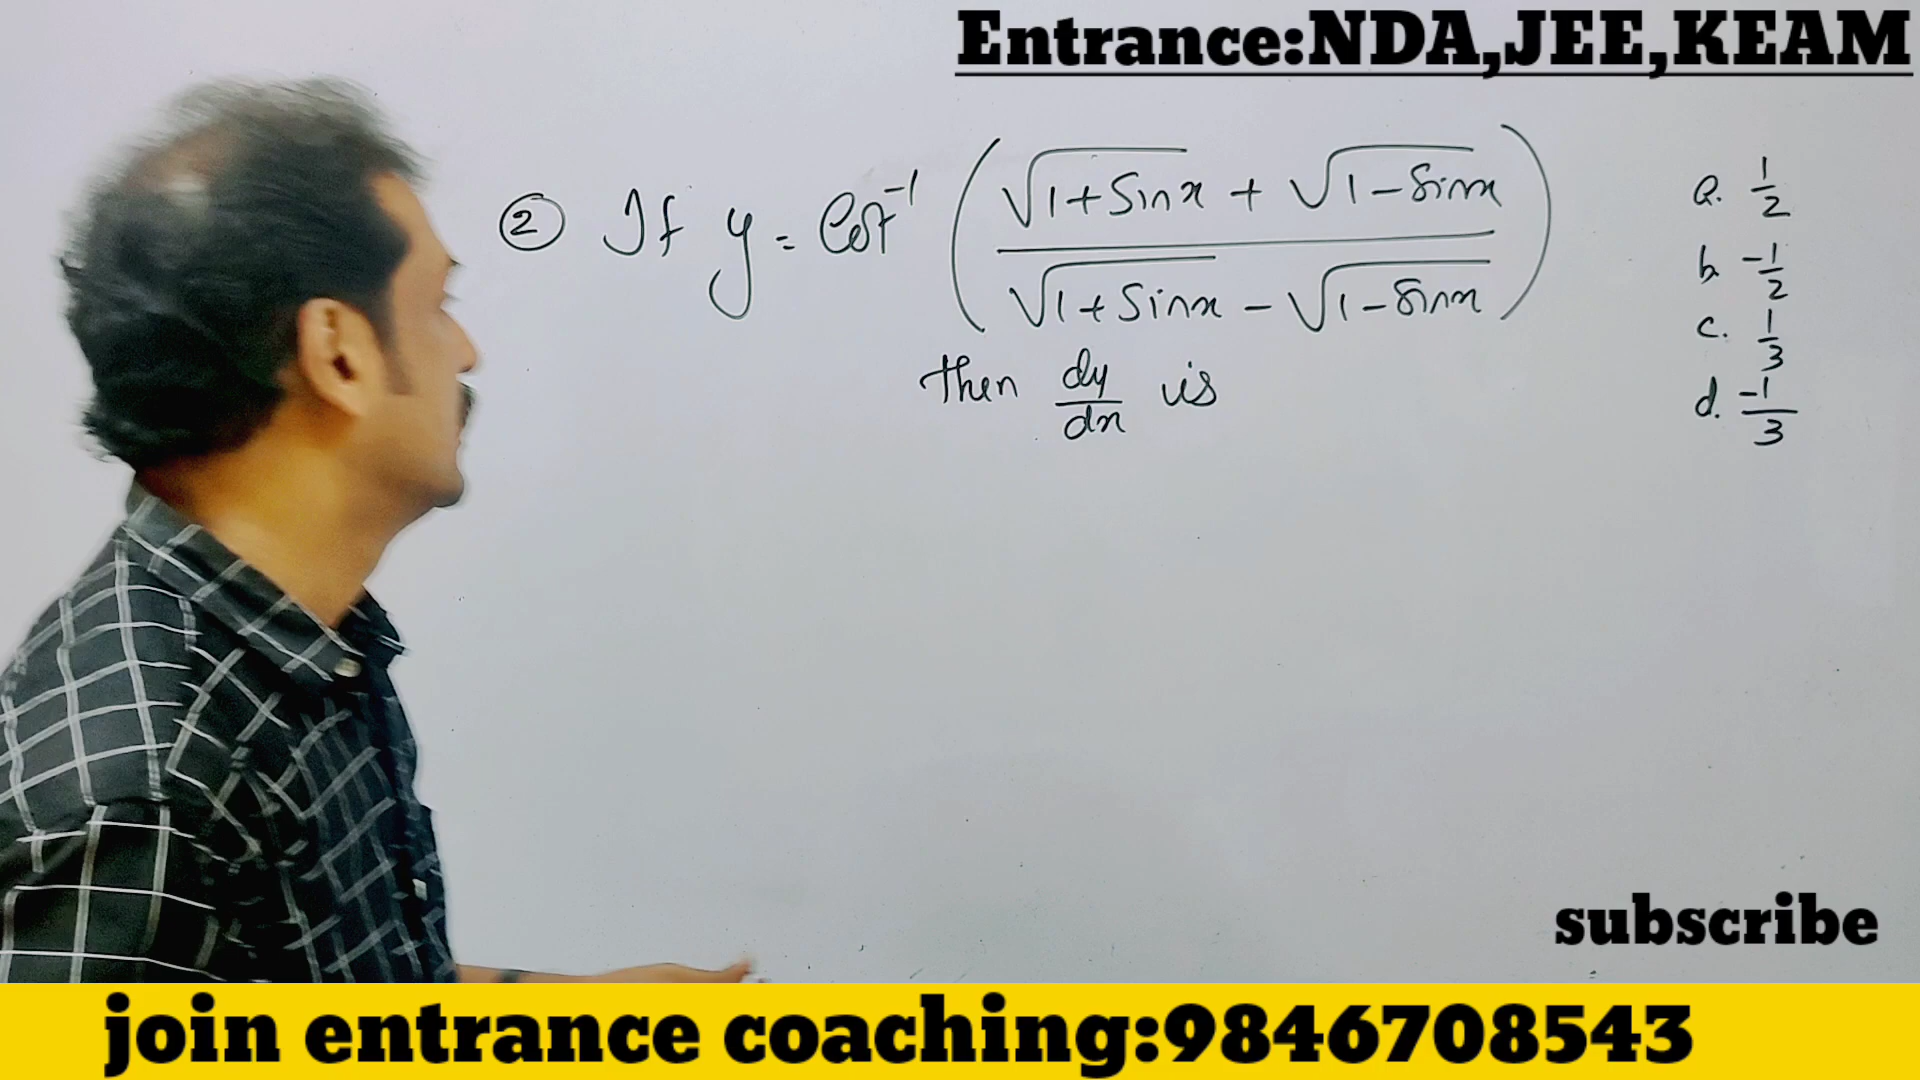 Entrance:NDA,JEE,KEAM
② If y = Cot⁻¹ ( (√(1+Sinx) + √(1-Sinx)) / (√(1+Sinx) - √(1-Sinx)) )
then dy/dx is
a. 1/2
b. -1/2
c. 1/3
d. -1/3
subscribe
join entrance coaching:9846708543